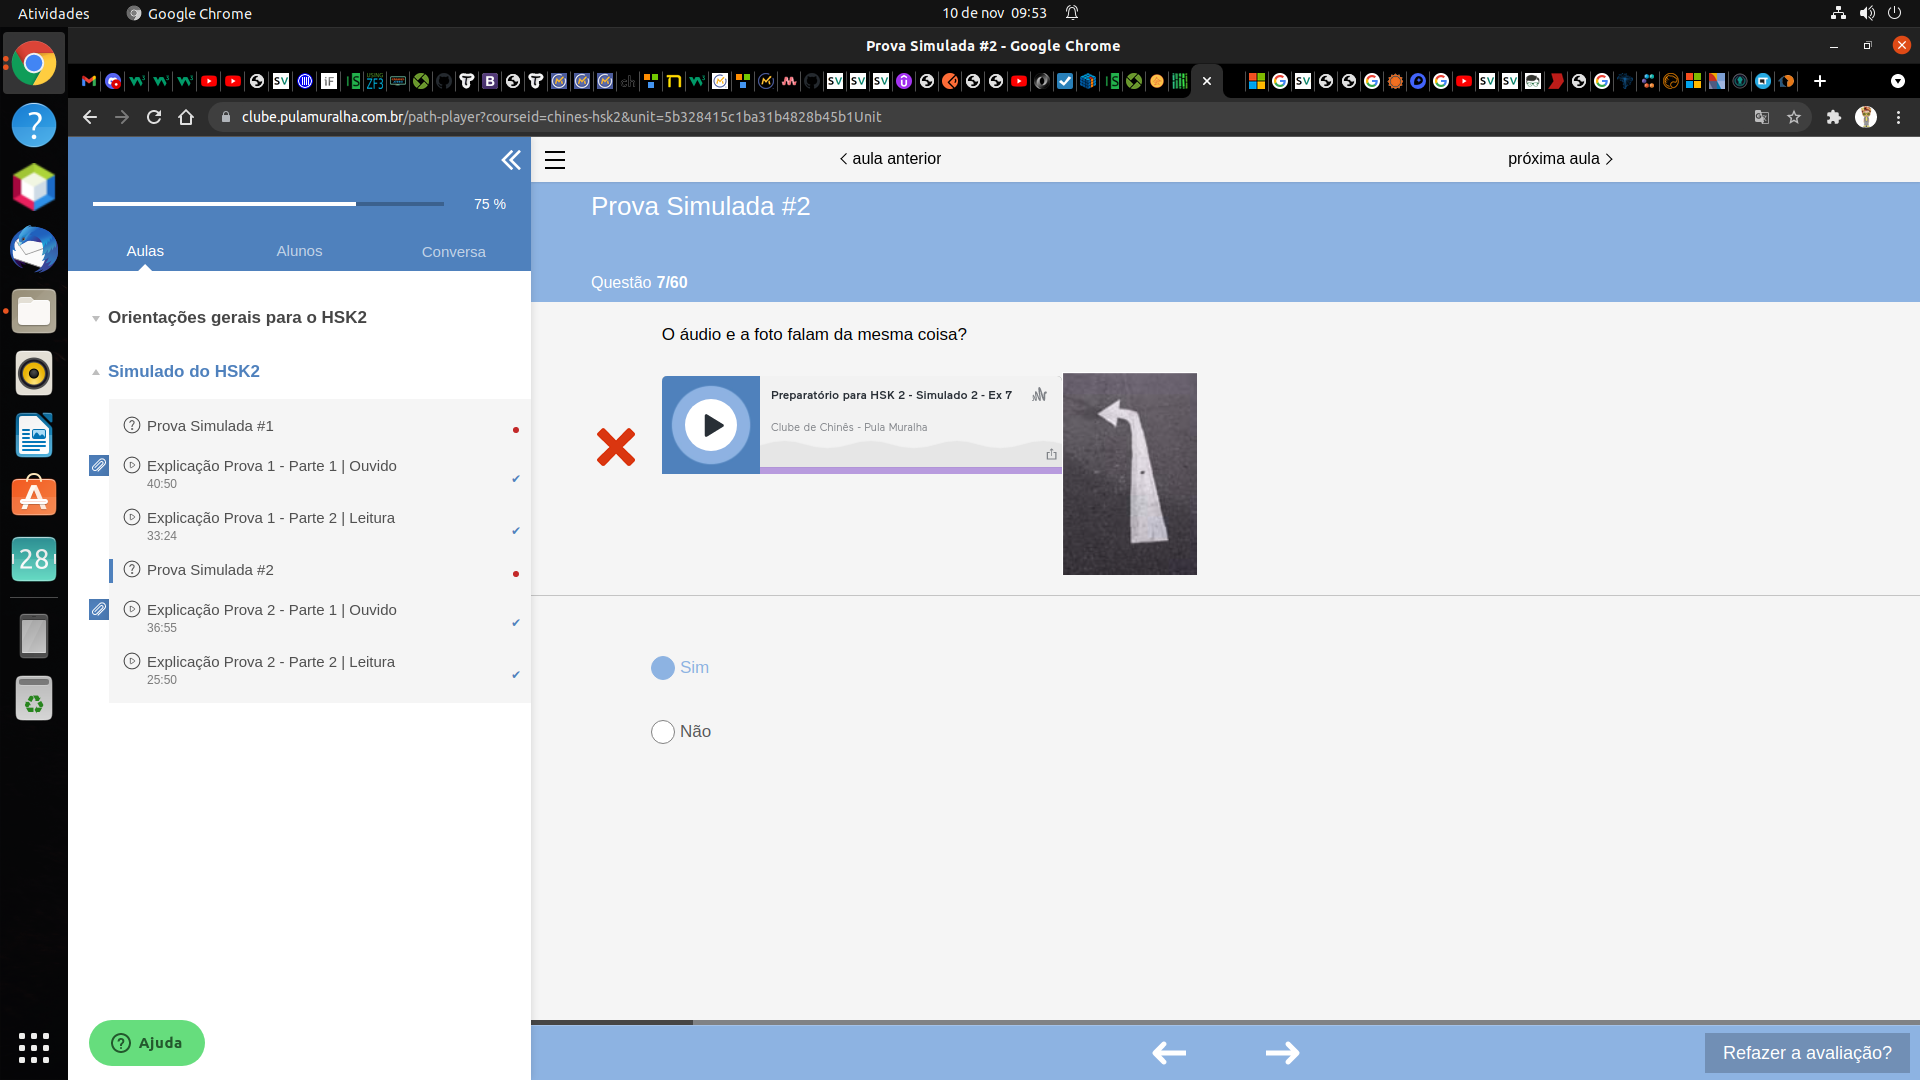 Atividades
Google Chrome
10 de nov 09:53
Prova Simulada #2 - Google Chrome
clube.pulamuralha.com.br/path-player?courseid=chines-hsk2&unit=5b328415c1ba31b4828b45b1Unit
75 %
Aulas
Alunos
Conversa
Orientações gerais para o HSK2
Simulado do HSK2
Prova Simulada #1
Explicação Prova 1 - Parte 1 | Ouvido
40:50
Explicação Prova 1 - Parte 2 | Leitura
33:24
Prova Simulada #2
Explicação Prova 2 - Parte 1 | Ouvido
36:55
Explicação Prova 2 - Parte 2 | Leitura
25:50
28
Ajuda
aula anterior
próxima aula
Prova Simulada #2
Questão 7/60
O áudio e a foto falam da mesma coisa?
Preparatório para HSK 2 - Simulado 2 - Ex 7
Clube de Chinês - Pula Muralha
Sim
Não
Refazer a avaliação?